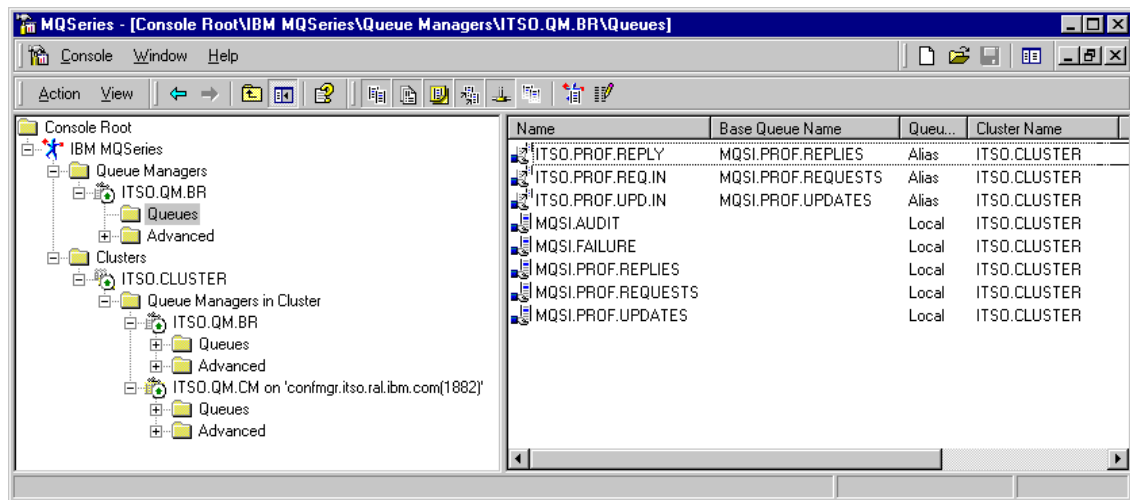 MQSeries - [Console Root\IBM MQSeries\Queue Managers\ITSO.QM.BR\Queues]
Console Window Help
Action View
Console Root
IBM MQSeries
Queue Managers
ITSO.QM.BR
Queues
Advanced
Clusters
ITSO.CLUSTER
Queue Managers in Cluster
ITSO.QM.BR
Queues
Advanced
ITSO.QM.CM on 'confmgr.itso.ral.ibm.com(1882)'
Queues
Advanced
Name Base Queue Name Queu... Cluster Name
ITSO.PROF.REPLY MQSI.PROF.REPLIES Alias ITSO.CLUSTER
ITSO.PROF.REQ.IN MQSI.PROF.REQUESTS Alias ITSO.CLUSTER
ITSO.PROF.UPD.IN MQSI.PROF.UPDATES Alias ITSO.CLUSTER
MQSI.AUDIT Local ITSO.CLUSTER
MQSI.FAILURE Local ITSO.CLUSTER
MQSI.PROF.REPLIES Local ITSO.CLUSTER
MQSI.PROF.REQUESTS Local ITSO.CLUSTER
MQSI.PROF.UPDATES Local ITSO.CLUSTER